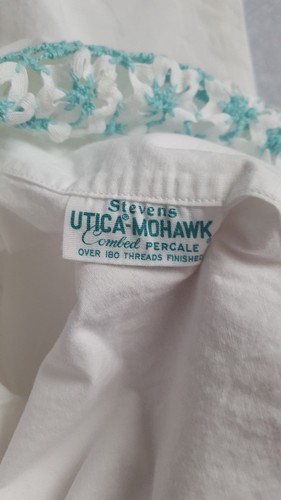 Stevens
UTICA®-MOHAWK
Combed PERCALE
OVER 180 THREADS FINISHED